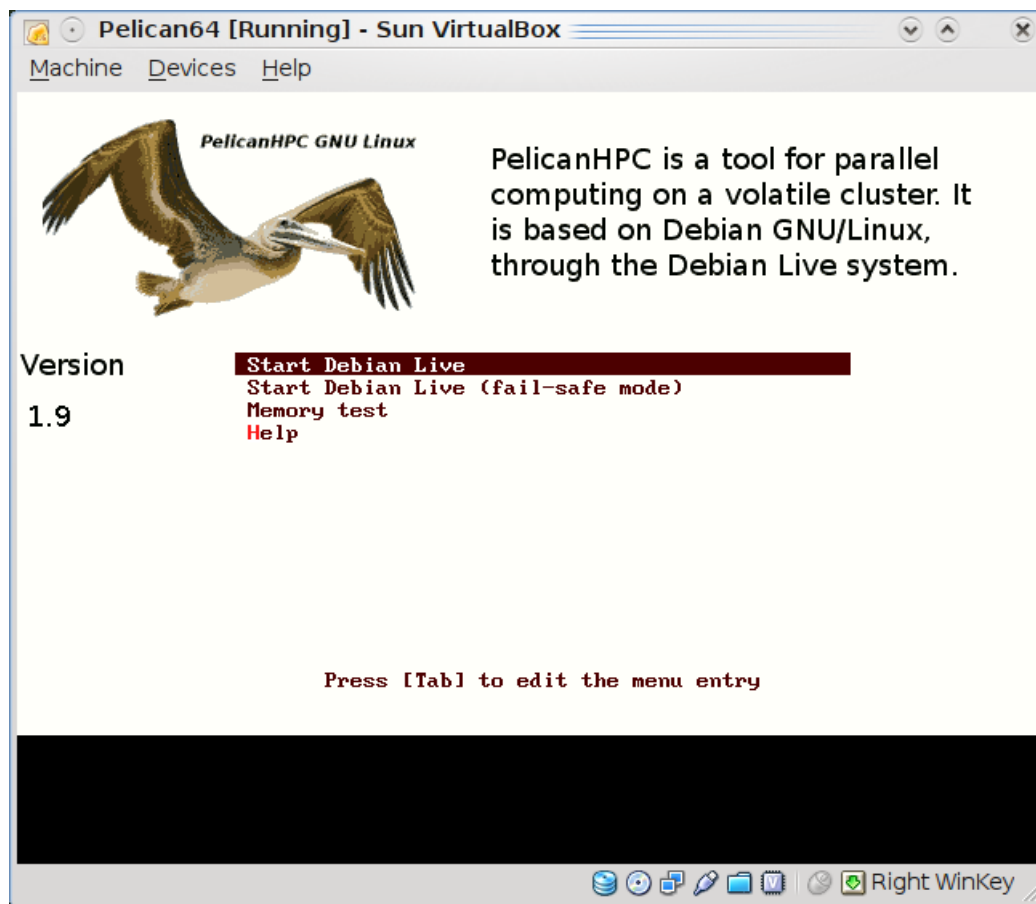 Pelican64 [Running] - Sun VirtualBox
Machine Devices Help
PelicanHPC GNU Linux
PelicanHPC is a tool for parallel
computing on a volatile cluster. It
is based on Debian GNU/Linux,
through the Debian Live system.
Version
1.9
Start Debian Live
Start Debian Live (fail-safe mode)
Memory test
Help
Press [Tab] to edit the menu entry
V
Right WinKey